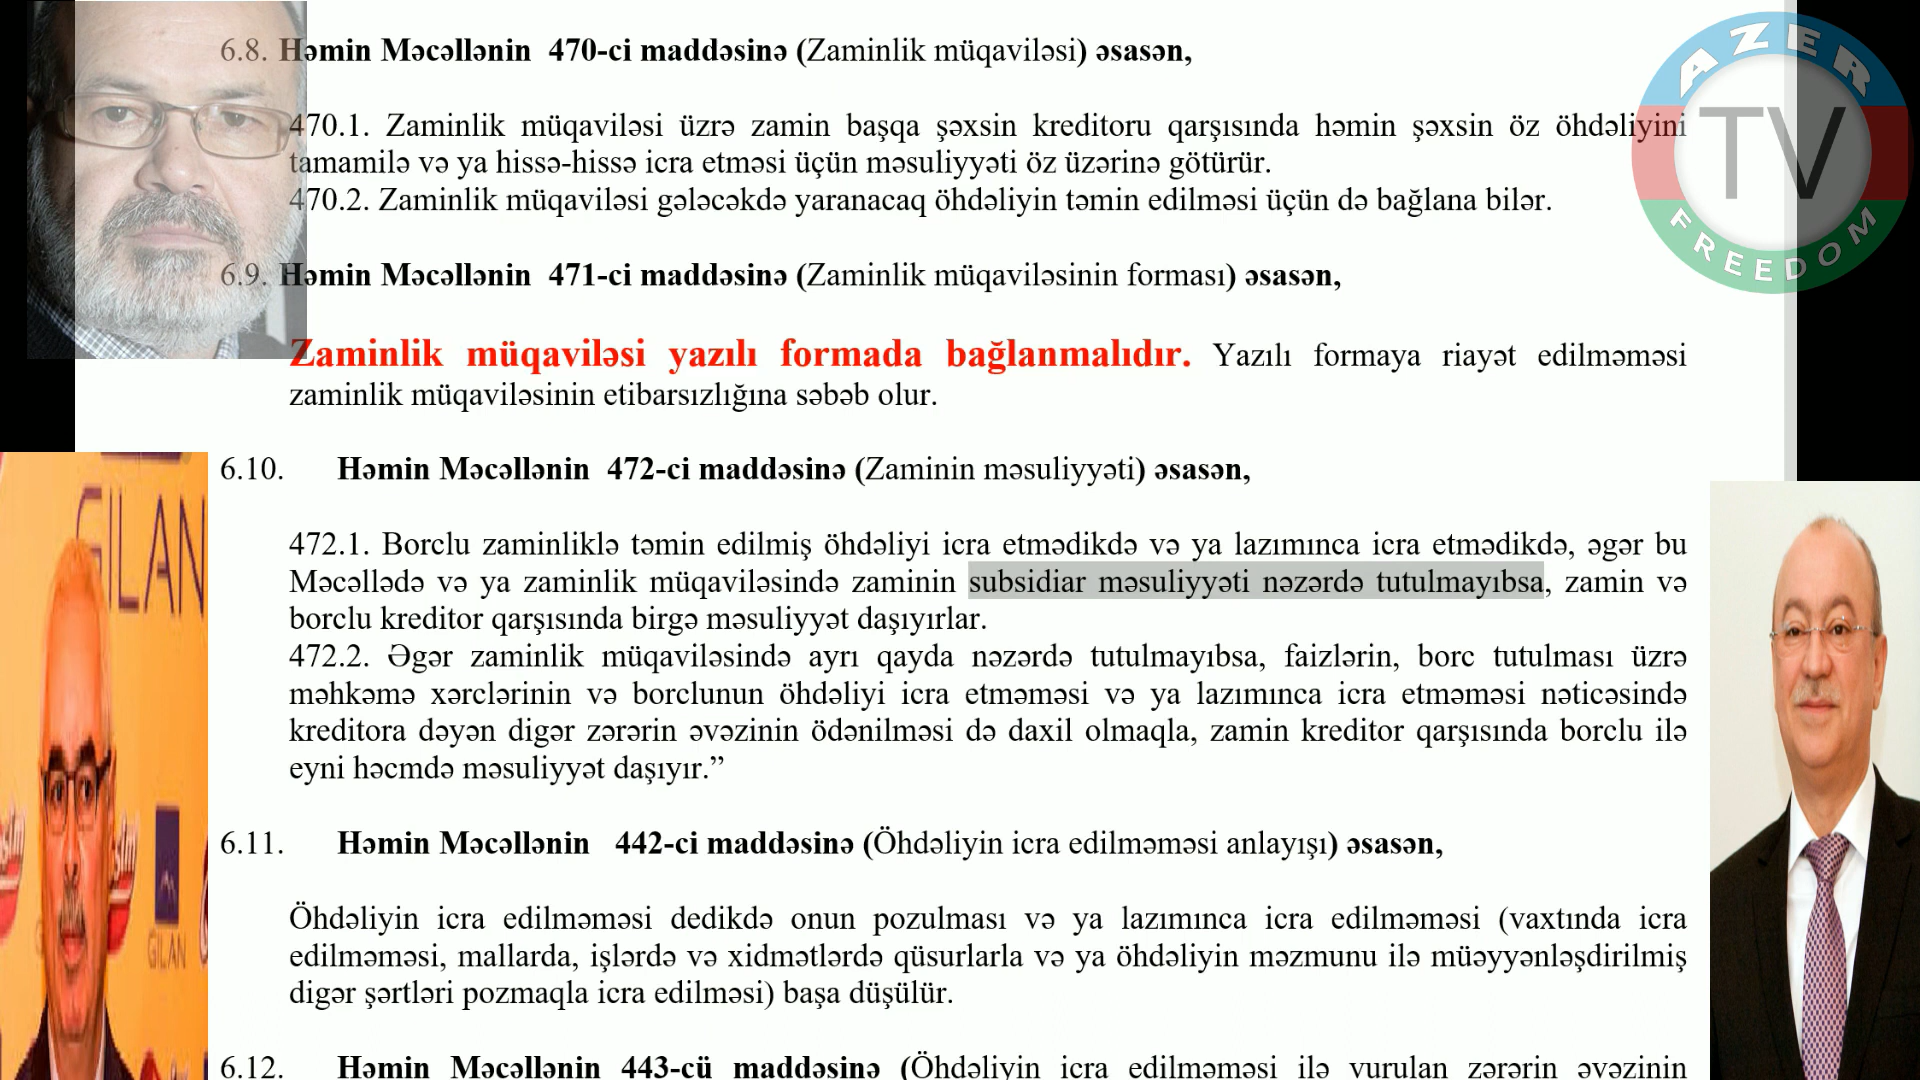 6.8. Həmin Məcəllənin 470-ci maddəsinə (Zaminlik müqaviləsi) əsasən,
470.1. Zaminlik müqaviləsi üzrə zamin başqa şəxsin kreditoru qarşısında həmin şəxsin öz öhdəliyini
tamamilə və ya hissə-hissə icra etməsi üçün məsuliyyəti öz üzərinə götürür.
470.2. Zaminlik müqaviləsi gələcəkdə yaranacaq öhdəliyin təmin edilməsi üçün də bağlana bilər.
6.9. Həmin Məcəllənin 471-ci maddəsinə (Zaminlik müqaviləsinin forması) əsasən,
Zaminlik müqaviləsi yazılı formada bağlanmalıdır. Yazılı formaya riayət edilməməsi
zaminlik müqaviləsinin etibarsızlığına səbəb olur.
6.10. Həmin Məcəllənin 472-ci maddəsinə (Zaminin məsuliyyəti) əsasən,
472.1. Borclu zaminliklə təmin edilmiş öhdəliyi icra etmədikdə və ya lazımınca icra etmədikdə, əgər bu
Məcəllədə və ya zaminlik müqaviləsində zaminin subsidiar məsuliyyəti nəzərdə tutulmayıbsa, zamin və
borclu kreditor qarşısında birgə məsuliyyət daşıyırlar.
472.2. Əgər zaminlik müqaviləsində ayrı qayda nəzərdə tutulmayıbsa, faizlərin, borc tutulması üzrə
məhkəmə xərclərinin və borclunun öhdəliyi icra etməməsi və ya lazımınca icra etməməsi nəticəsində
kreditora dəyən digər zərərin əvəzinin ödənilməsi də daxil olmaqla, zamin kreditor qarşısında borclu ilə
eyni həcmdə məsuliyyət daşıyır.”
6.11. Həmin Məcəllənin 442-ci maddəsinə (Öhdəliyin icra edilməməsi anlayışı) əsasən,
Öhdəliyin icra edilməməsi dedikdə onun pozulması və ya lazımınca icra edilməməsi (vaxtında icra
edilməməsi, mallarda, işlərdə və xidmətlərdə qüsurlarla və ya öhdəliyin məzmunu ilə müəyyənləşdirilmiş
digər şərtləri pozmaqla icra edilməsi) başa düşülür.
6.12. Həmin Məcəllənin 443-cü maddəsinə (Öhdəliyin icra edilməməsi ilə vurulan zərərin əvəzinin
AZER
TV
FREEDOM
GILAN
GILAN